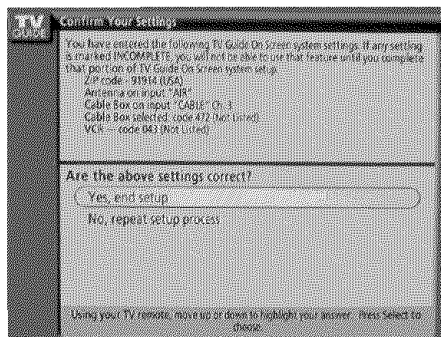 TV
GUIDE
Confirm Your Settings
You have entered the following TV Guide On Screen system settings. If any setting
is marked INCOMPLETE, you will not be able to use that feature until you complete
that portion of TV Guide On Screen system setup.
ZIP code - 91914 (USA)
Antenna on input "AIR"
Cable Box on input "CABLE" Ch. 3
Cable Box selected: code 472 (Not Listed)
VCR — code 043 (Not Listed)
Are the above settings correct?
Yes, end setup
No, repeat setup process
Using your TV remote, move up or down to highlight your answer. Press Select to
choose.